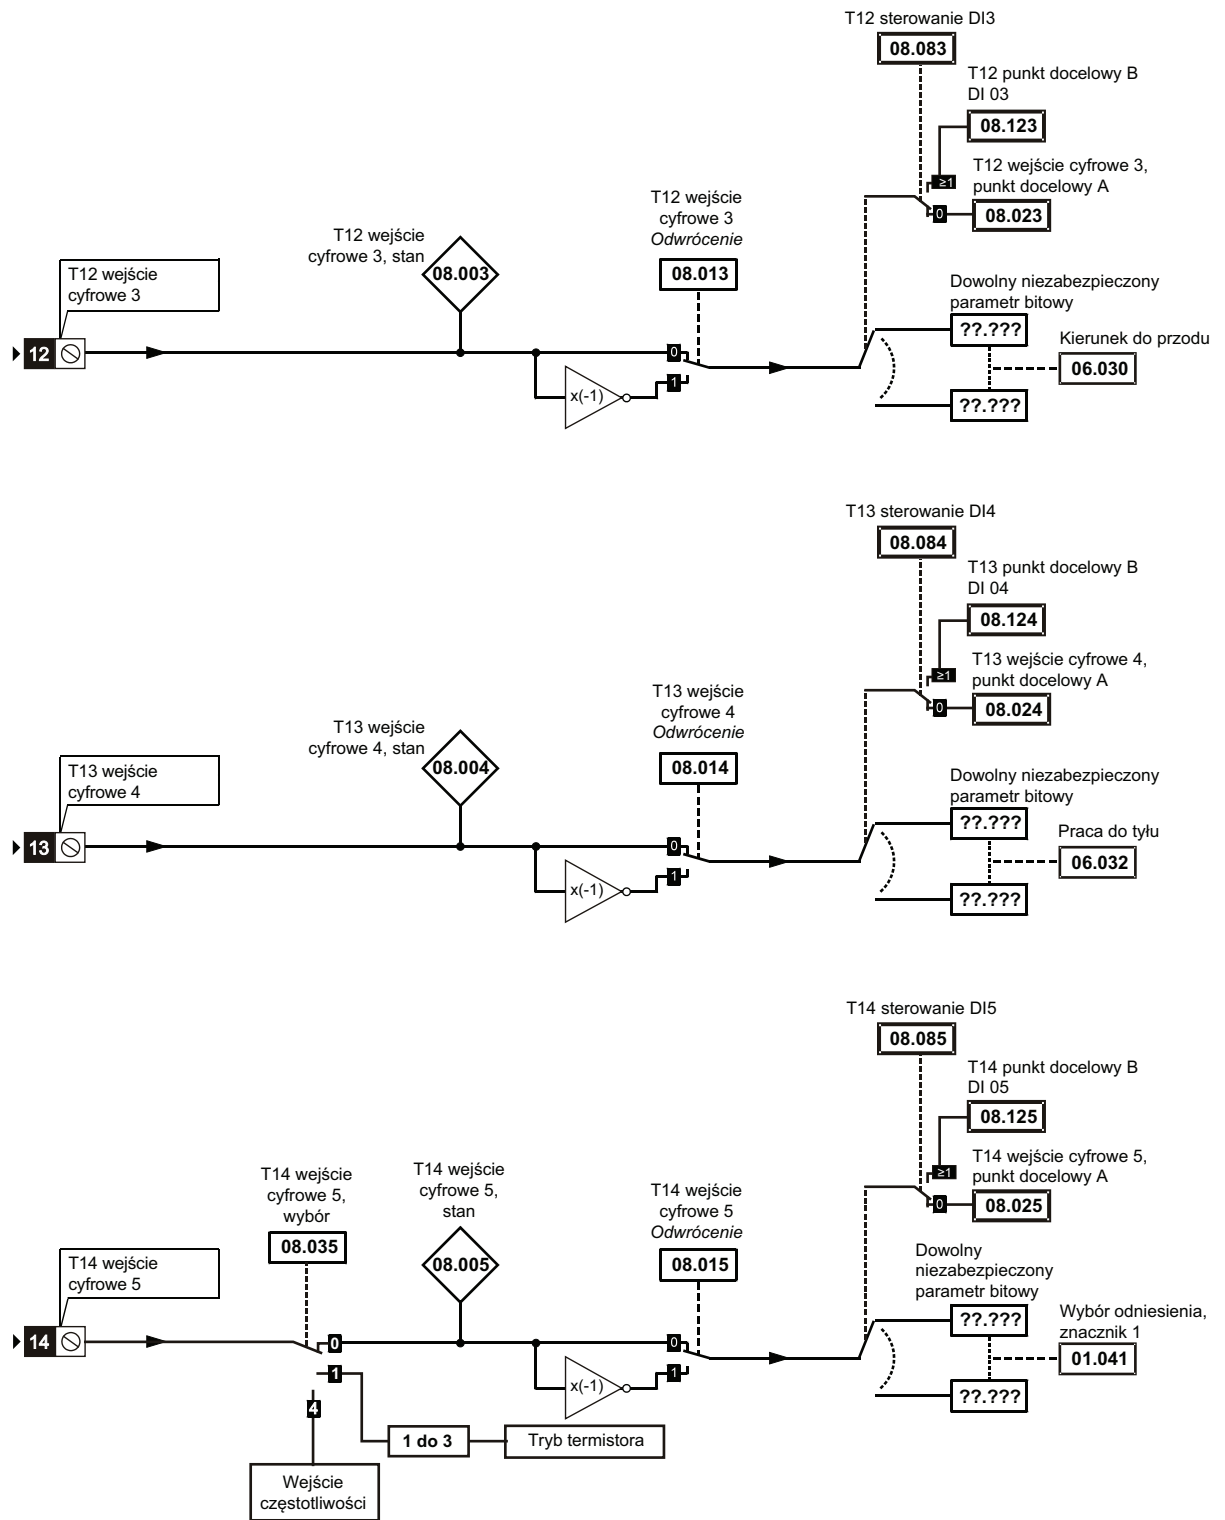 T12 sterowanie DI3
08.083
T12 punkt docelowy B
DI 03
08.123
≥1
T12 wejście cyfrowe 3,
punkt docelowy A
0
08.023
T12 wejście
cyfrowe 3
Odwrócenie
08.013
T12 wejście
cyfrowe 3, stan
08.003
T12 wejście
cyfrowe 3
12
0
1
x(-1)
Dowolny niezabezpieczony
parametr bitowy
??.???
Kierunek do przodu
06.030
??.???
T13 sterowanie DI4
08.084
T13 punkt docelowy B
DI 04
08.124
≥1
T13 wejście cyfrowe 4,
punkt docelowy A
0
08.024
T13 wejście
cyfrowe 4
Odwrócenie
08.014
T13 wejście
cyfrowe 4, stan
08.004
T13 wejście
cyfrowe 4
13
0
1
x(-1)
Dowolny niezabezpieczony
parametr bitowy
??.???
Praca do tyłu
06.032
??.???
T14 sterowanie DI5
08.085
T14 punkt docelowy B
DI 05
08.125
≥1
T14 wejście cyfrowe 5,
punkt docelowy A
0
08.025
T14 wejście
cyfrowe 5,
wybór
08.035
T14 wejście
cyfrowe 5,
stan
08.005
T14 wejście
cyfrowe 5
Odwrócenie
08.015
T14 wejście
cyfrowe 5
14
0
1
4
0
1
x(-1)
Dowolny
niezabezpieczony
parametr bitowy
??.???
Wybór odniesienia,
znacznik 1
01.041
??.???
1 do 3
Tryb termistora
Wejście
częstotliwości